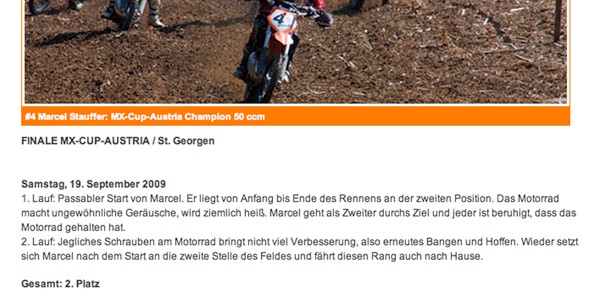 4
#4 Marcel Stauffer: MX-Cup-Austria Champion 50 ccm
FINALE MX-CUP-AUSTRIA / St. Georgen
Samstag, 19. September 2009
1. Lauf: Passabler Start von Marcel. Er liegt von Anfang bis Ende des Rennens an der zweiten Position. Das Motorrad
macht ungewöhnliche Geräusche, wird ziemlich heiß. Marcel geht als Zweiter durchs Ziel und jeder ist beruhigt, dass das
Motorrad gehalten hat.
2. Lauf: Jegliches Schrauben am Motorrad bringt nicht viel Verbesserung, also erneutes Bangen und Hoffen. Wieder setzt
sich Marcel nach dem Start an die zweite Stelle des Feldes und fährt diesen Rang auch nach Hause.
Gesamt: 2. Platz